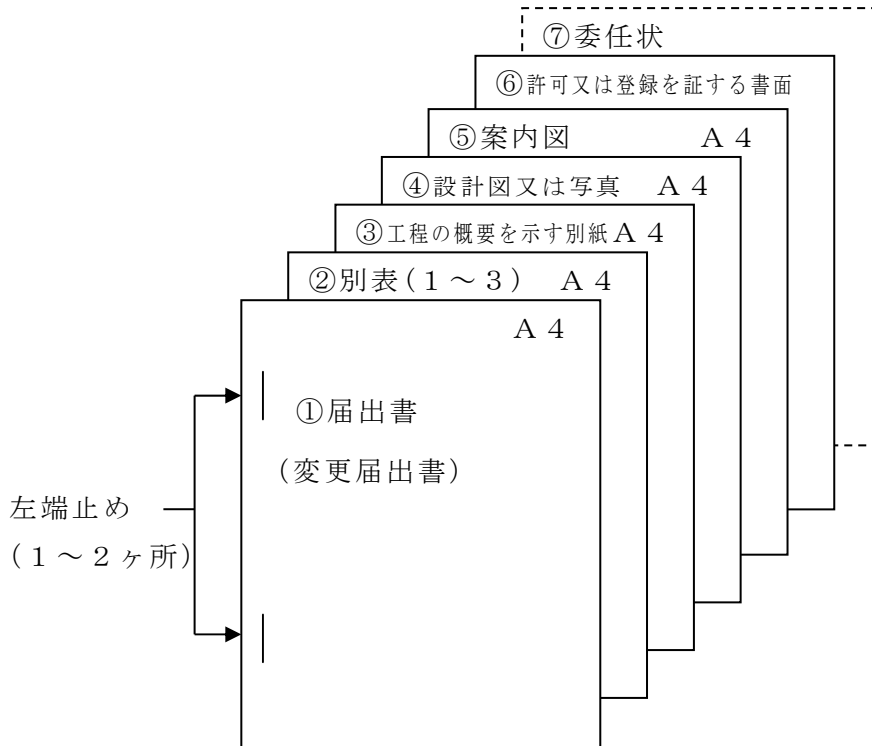 ⑦委任状
⑥許可又は登録を証する書面
⑤案内図 A4
④設計図又は写真 A4
③工程の概要を示す別紙A4
②別表(1~3) A4
A4
①届出書
(変更届出書)
左端止め
(1~2ヶ所)